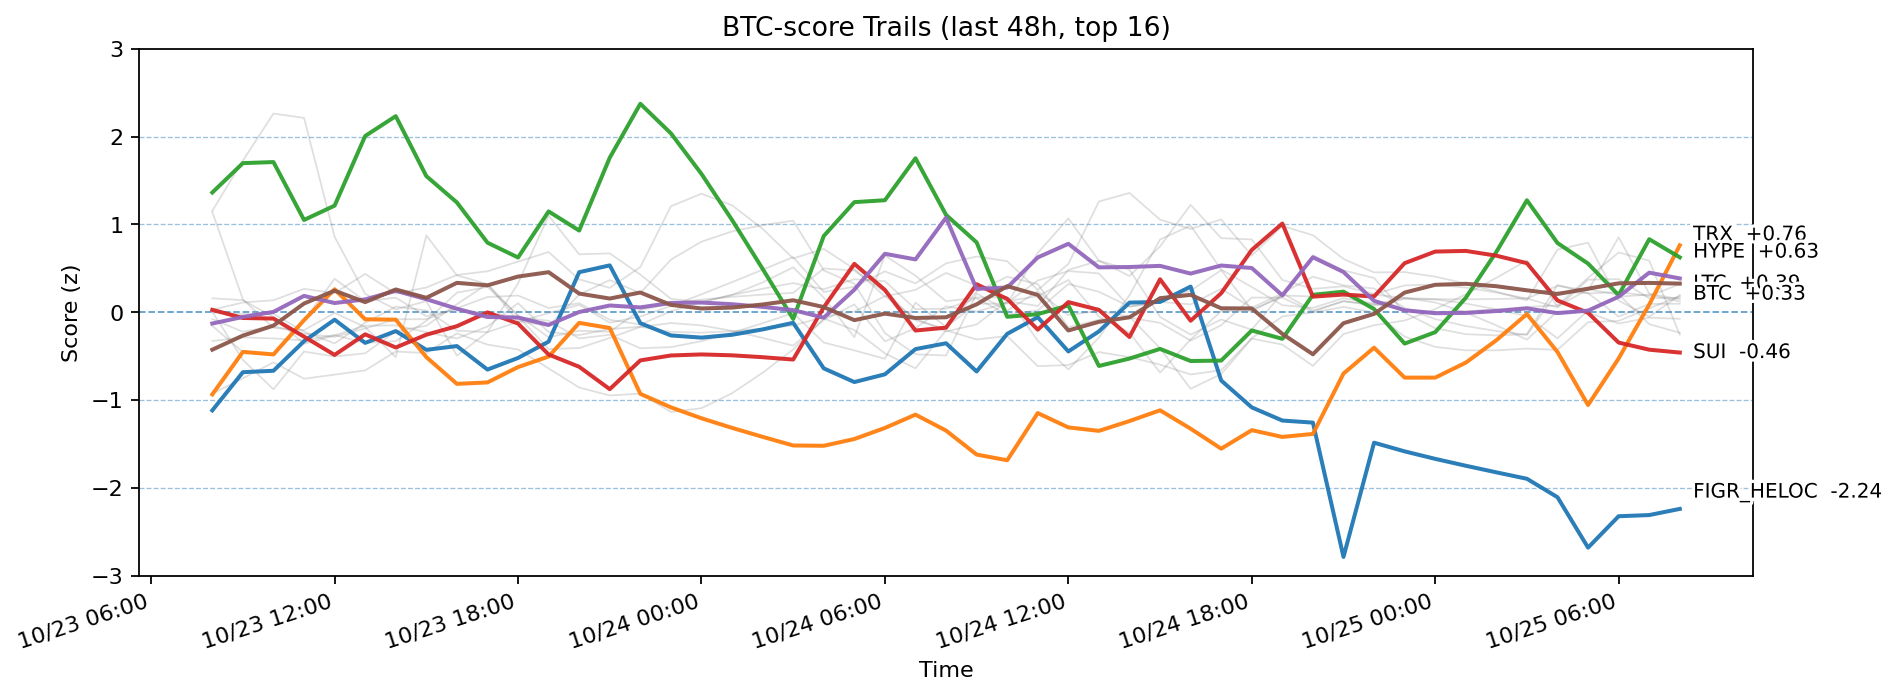 BTC-score Trails (last 48h, top 16)
Score (z)
3
2
1
0
−1
−2
−3
TRX +0.76
HYPE +0.63
LTC +0.39
BTC +0.33
SUI -0.46
FIGR_HELOC -2.24
10/23 06:00
10/23 12:00
10/23 18:00
10/24 00:00
10/24 06:00
10/24 12:00
10/24 18:00
10/25 00:00
10/25 06:00
Time